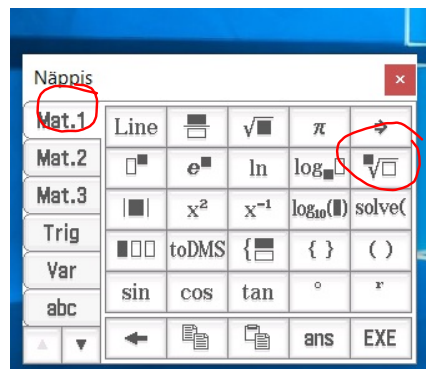 Näppis
Mat.1 Line √ π ⇒
Mat.2 e ln log √
Mat.3 x² x⁻¹ log₁₀( ) solve(
Trig toDMS { { } ( )
Var
abc sin cos tan ° r
ans EXE